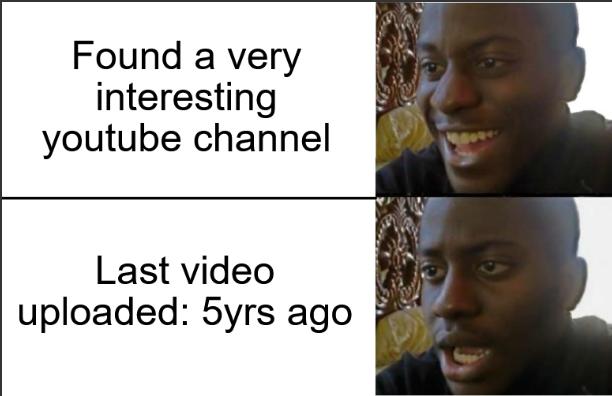 Found a very
interesting
youtube channel
Last video
uploaded: 5yrs ago